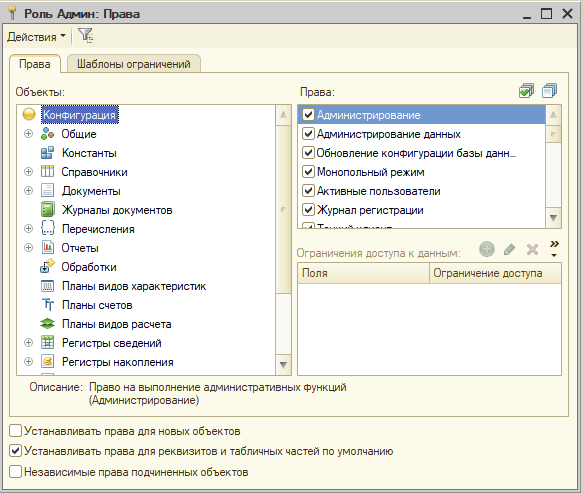 Роль Админ: Права
Действия
Права
Шаблоны ограничений
Объекты:
Конфигурация
Общие
Константы
Справочники
Документы
Журналы документов
Перечисления
Отчеты
Обработки
Планы видов характеристик
Планы счетов
Планы видов расчета
Регистры сведений
Регистры накопления
Права:
Администрирование
Администрирование данных
Обновление конфигурации базы данн...
Монопольный режим
Активные пользователи
Журнал регистрации
Тонкий клиент
Ограничения доступа к данным:
Поля
Ограничение доступа
Описание: Право на выполнение административных функций
(Администрирование)
Устанавливать права для новых объектов
Устанавливать права для реквизитов и табличных частей по умолчанию
Независимые права подчиненных объектов